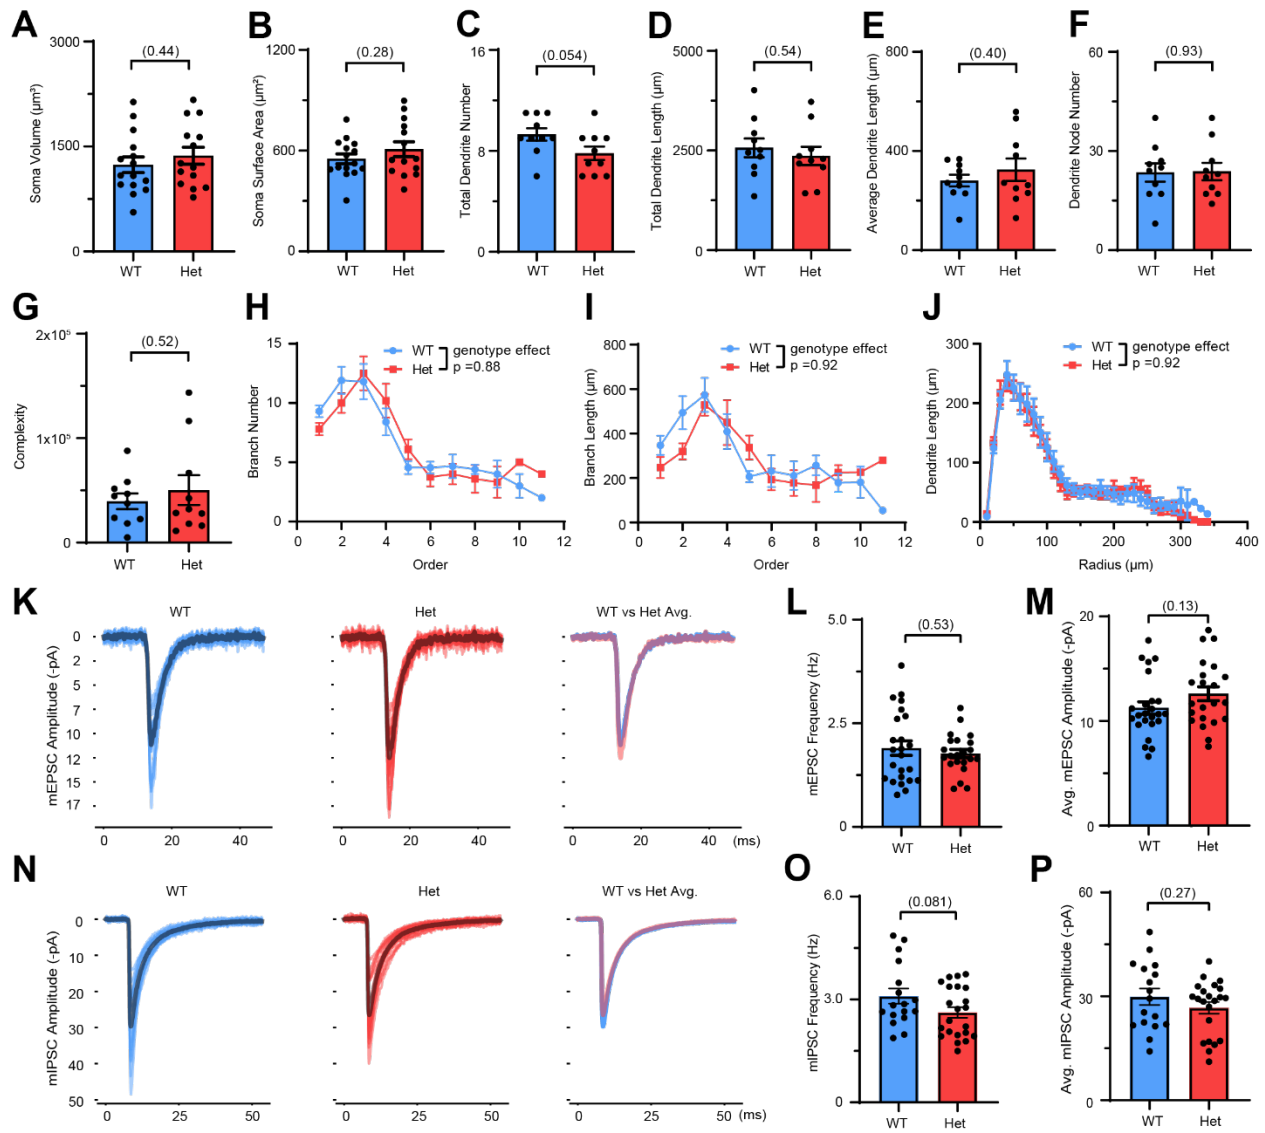 A
Soma Volume (µm³)
3000
1500
0
(0.44)
WT
Het
B
Soma Surface Area (µm²)
1200
600
0
(0.28)
WT
Het
C
Total Dendrite Number
16
8
0
(0.054)
WT
Het
D
Total Dendrite Length (µm)
5000
2500
0
(0.54)
WT
Het
E
Average Dendrite Length (µm)
800
400
0
(0.40)
WT
Het
F
Dendrite Node Number
60
30
0
(0.93)
WT
Het
G
Complexity
2x10⁵
1x10⁵
0
(0.52)
WT
Het
H
Branch Number
15
10
5
0
WT
Het
genotype effect
p =0.88
0 2 4 6 8 10 12
Order
I
Branch Length (µm)
800
600
400
200
0
WT
Het
genotype effect
p =0.92
0 2 4 6 8 10 12
Order
J
Dendrite Length (µm)
300
200
100
0
WT
Het
genotype effect
p =0.92
0 100 200 300 400
Radius (µm)
K
mEPSC Amplitude (-pA)
WT
Het
WT vs Het Avg.
0
2
5
7
10
12
15
17
0 20 40
0 20 40
0 20 40 (ms)
L
mEPSC Frequency (Hz)
5.0
2.5
0
(0.53)
WT
Het
M
Avg. mEPSC Amplitude (-pA)
20
10
0
(0.13)
WT
Het
N
mIPSC Amplitude (-pA)
WT
Het
WT vs Het Avg.
0
10
20
30
40
50
0 25 50
0 25 50
0 25 50 (ms)
O
mIPSC Frequency (Hz)
6.0
3.0
0
(0.081)
WT
Het
P
Avg. mIPSC Amplitude (-pA)
60
30
0
(0.27)
WT
Het